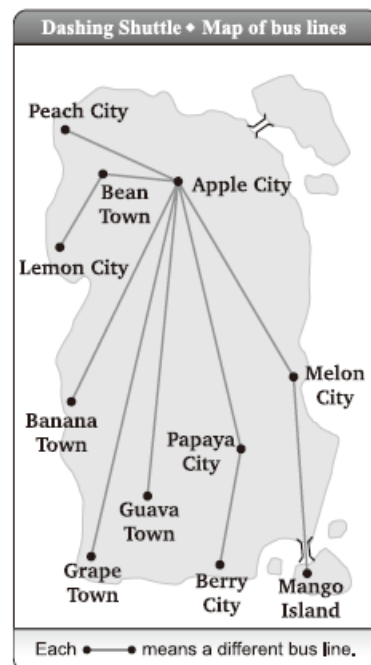 Dashing Shuttle ◆ Map of bus lines
Peach City
Apple City
Bean
Town
Lemon City
Melon
City
Banana
Town
Papaya
City
Guava
Town
Grape
Town
Berry
City
Mango
Island
Each ●—● means a different bus line.